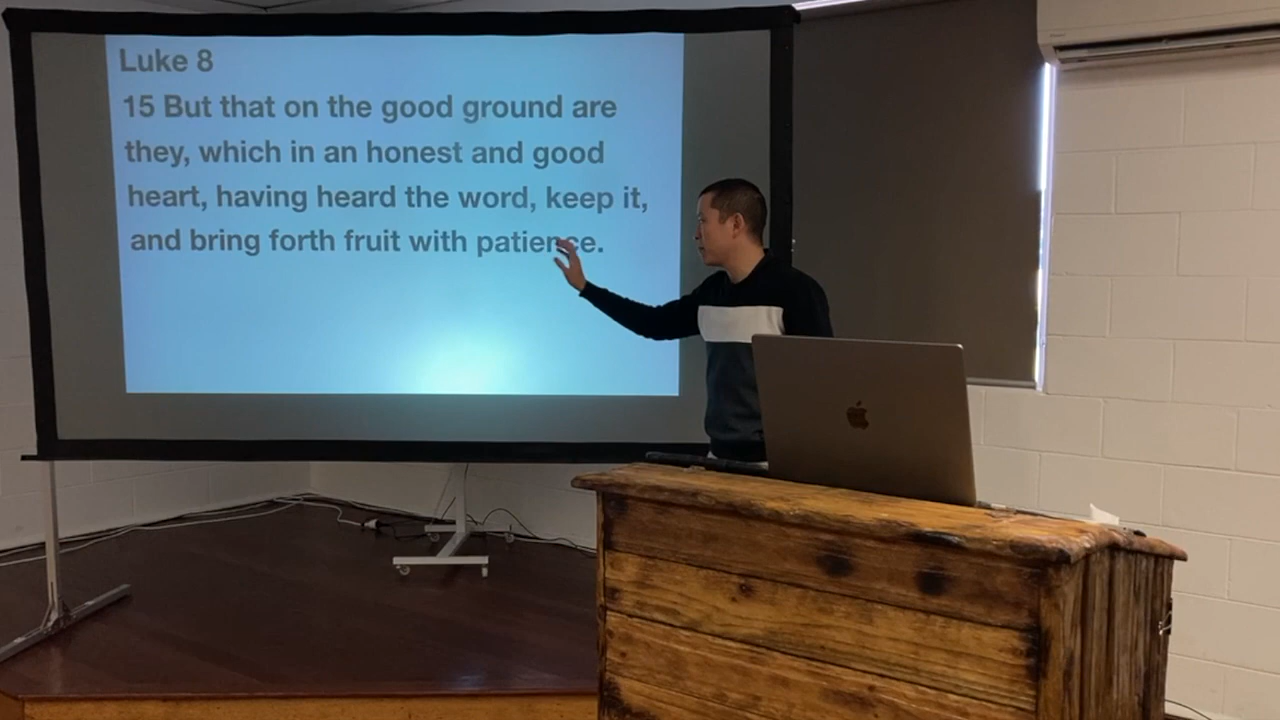 Luke 8
15 But that on the good ground are
they, which in an honest and good
heart, having heard the word, keep it,
and bring forth fruit with patience.